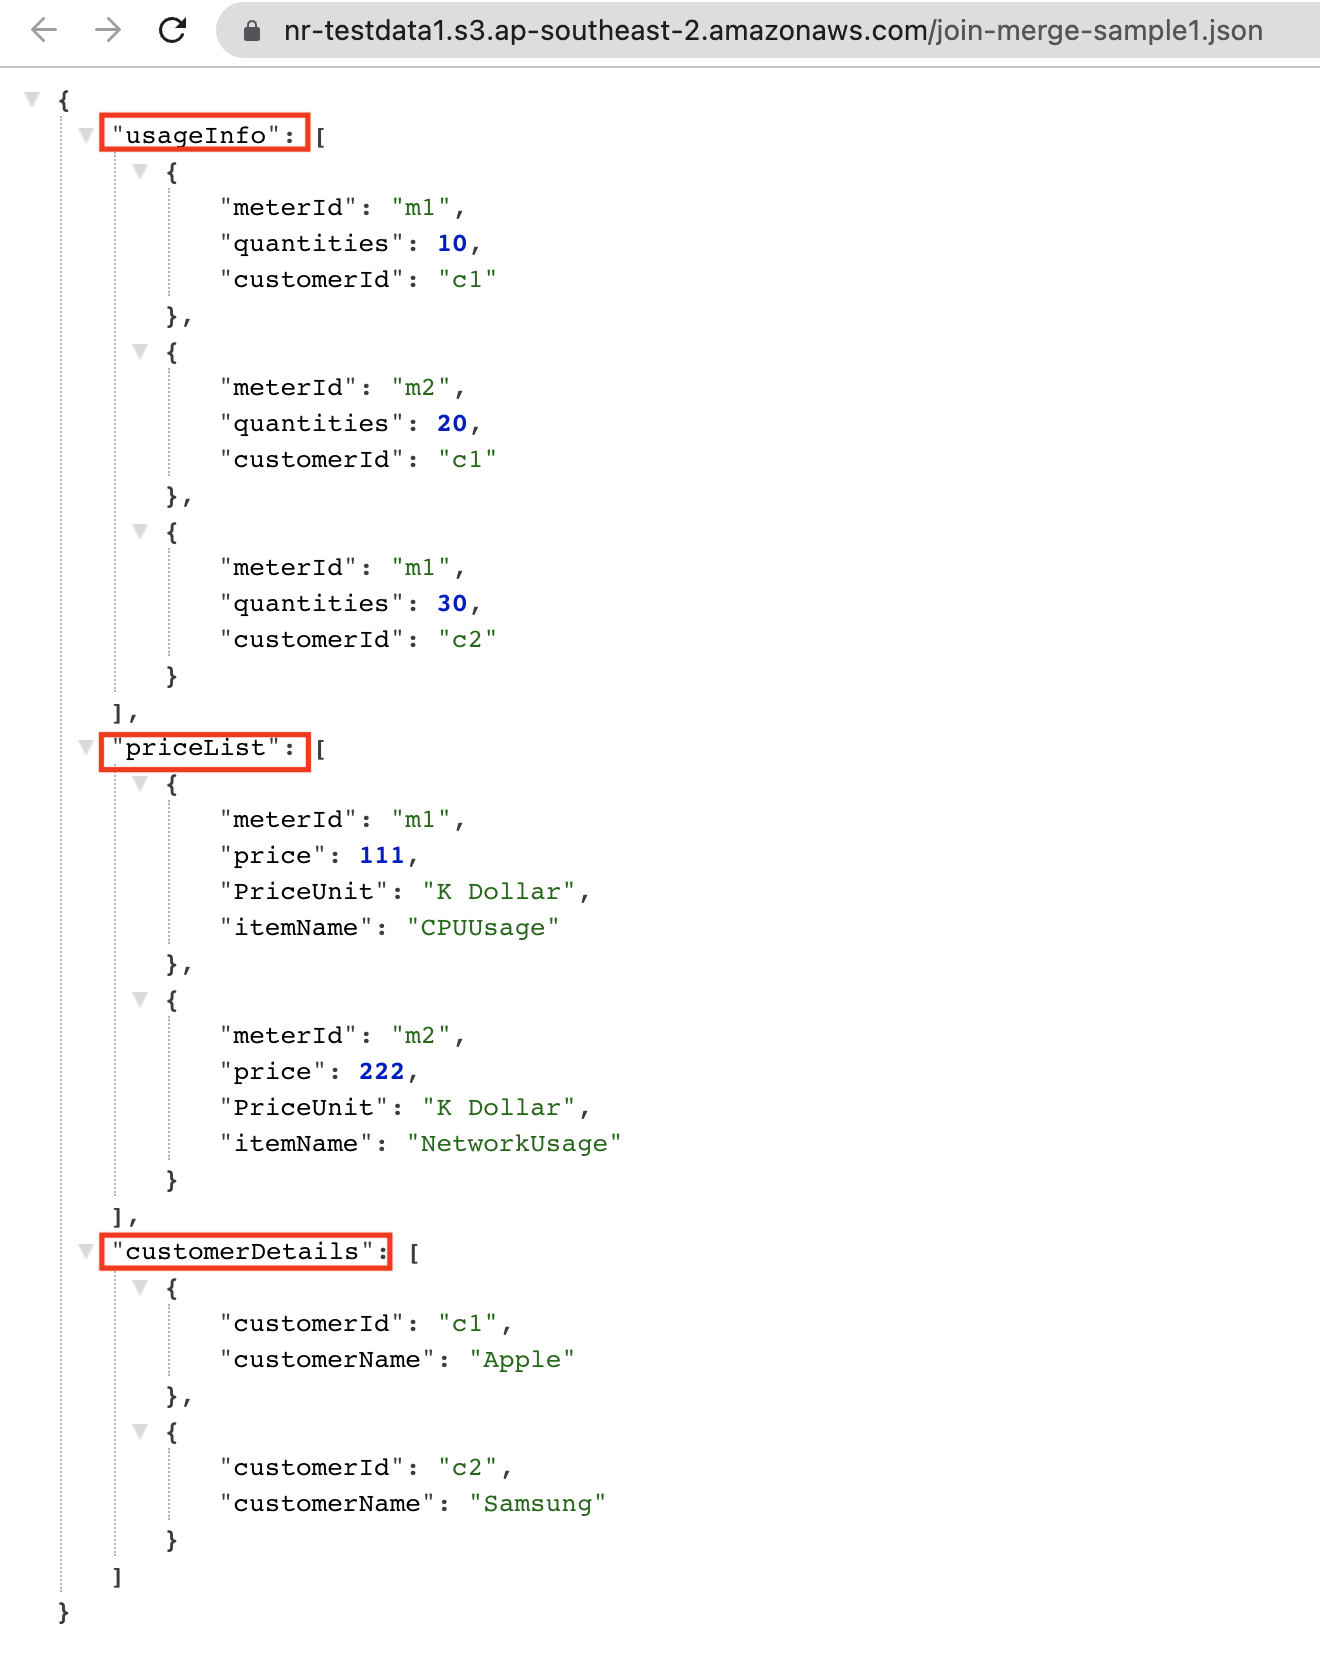 nr-testdata1.s3.ap-southeast-2.amazonaws.com/join-merge-sample1.json
{
"usageInfo": [
{
"meterId": "m1",
"quantities": 10,
"customerId": "c1"
},
{
"meterId": "m2",
"quantities": 20,
"customerId": "c1"
},
{
"meterId": "m1",
"quantities": 30,
"customerId": "c2"
}
],
"priceList": [
{
"meterId": "m1",
"price": 111,
"PriceUnit": "K Dollar",
"itemName": "CPUUsage"
},
{
"meterId": "m2",
"price": 222,
"PriceUnit": "K Dollar",
"itemName": "NetworkUsage"
}
],
"customerDetails": [
{
"customerId": "c1",
"customerName": "Apple"
},
{
"customerId": "c2",
"customerName": "Samsung"
}
]
}